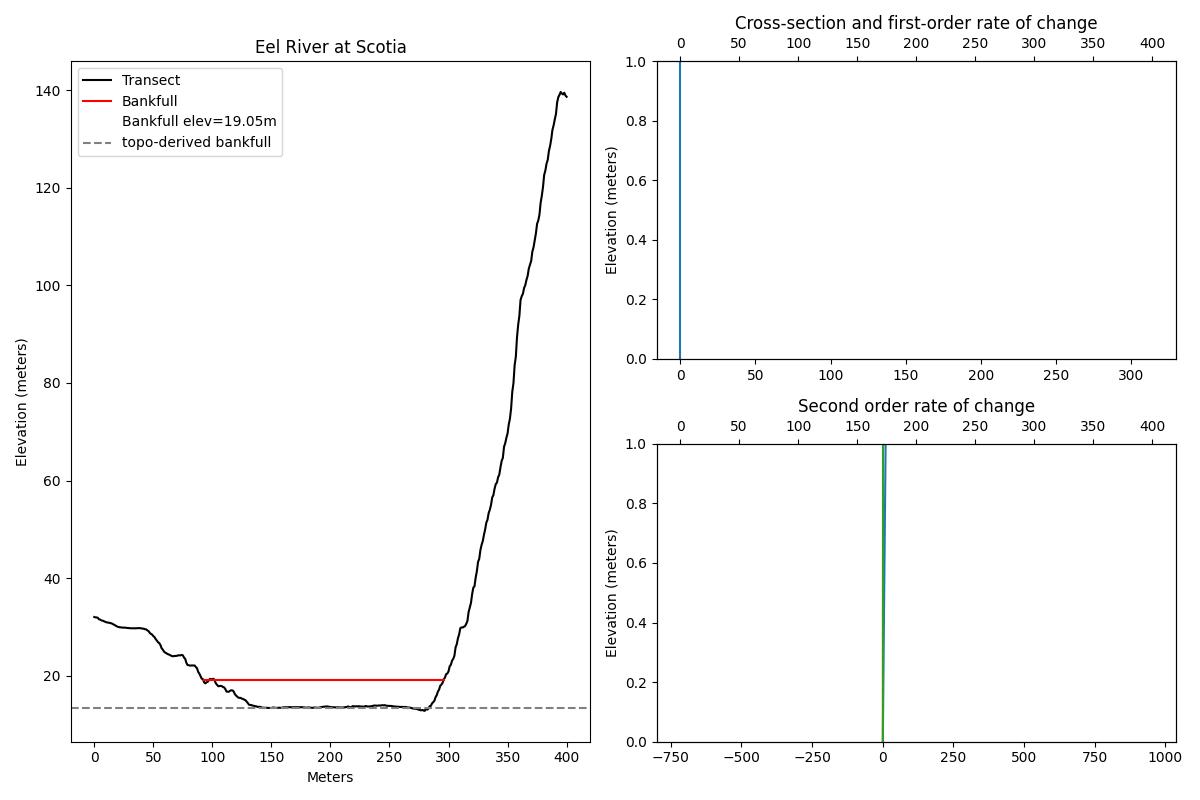 Eel River at Scotia
Transect
Bankfull
Bankfull elev=19.05m
topo-derived bankfull
140
120
100
80
60
40
20
Elevation (meters)
0 50 100 150 200 250 300 350 400
Meters
Cross-section and first-order rate of change
0 50 100 150 200 250 300 350 400
1.0
0.8
0.6
0.4
0.2
0.0
Elevation (meters)
0 50 100 150 200 250 300
Second order rate of change
0 50 100 150 200 250 300 350 400
1.0
0.8
0.6
0.4
0.2
0.0
Elevation (meters)
−750 −500 −250 0 250 500 750 1000